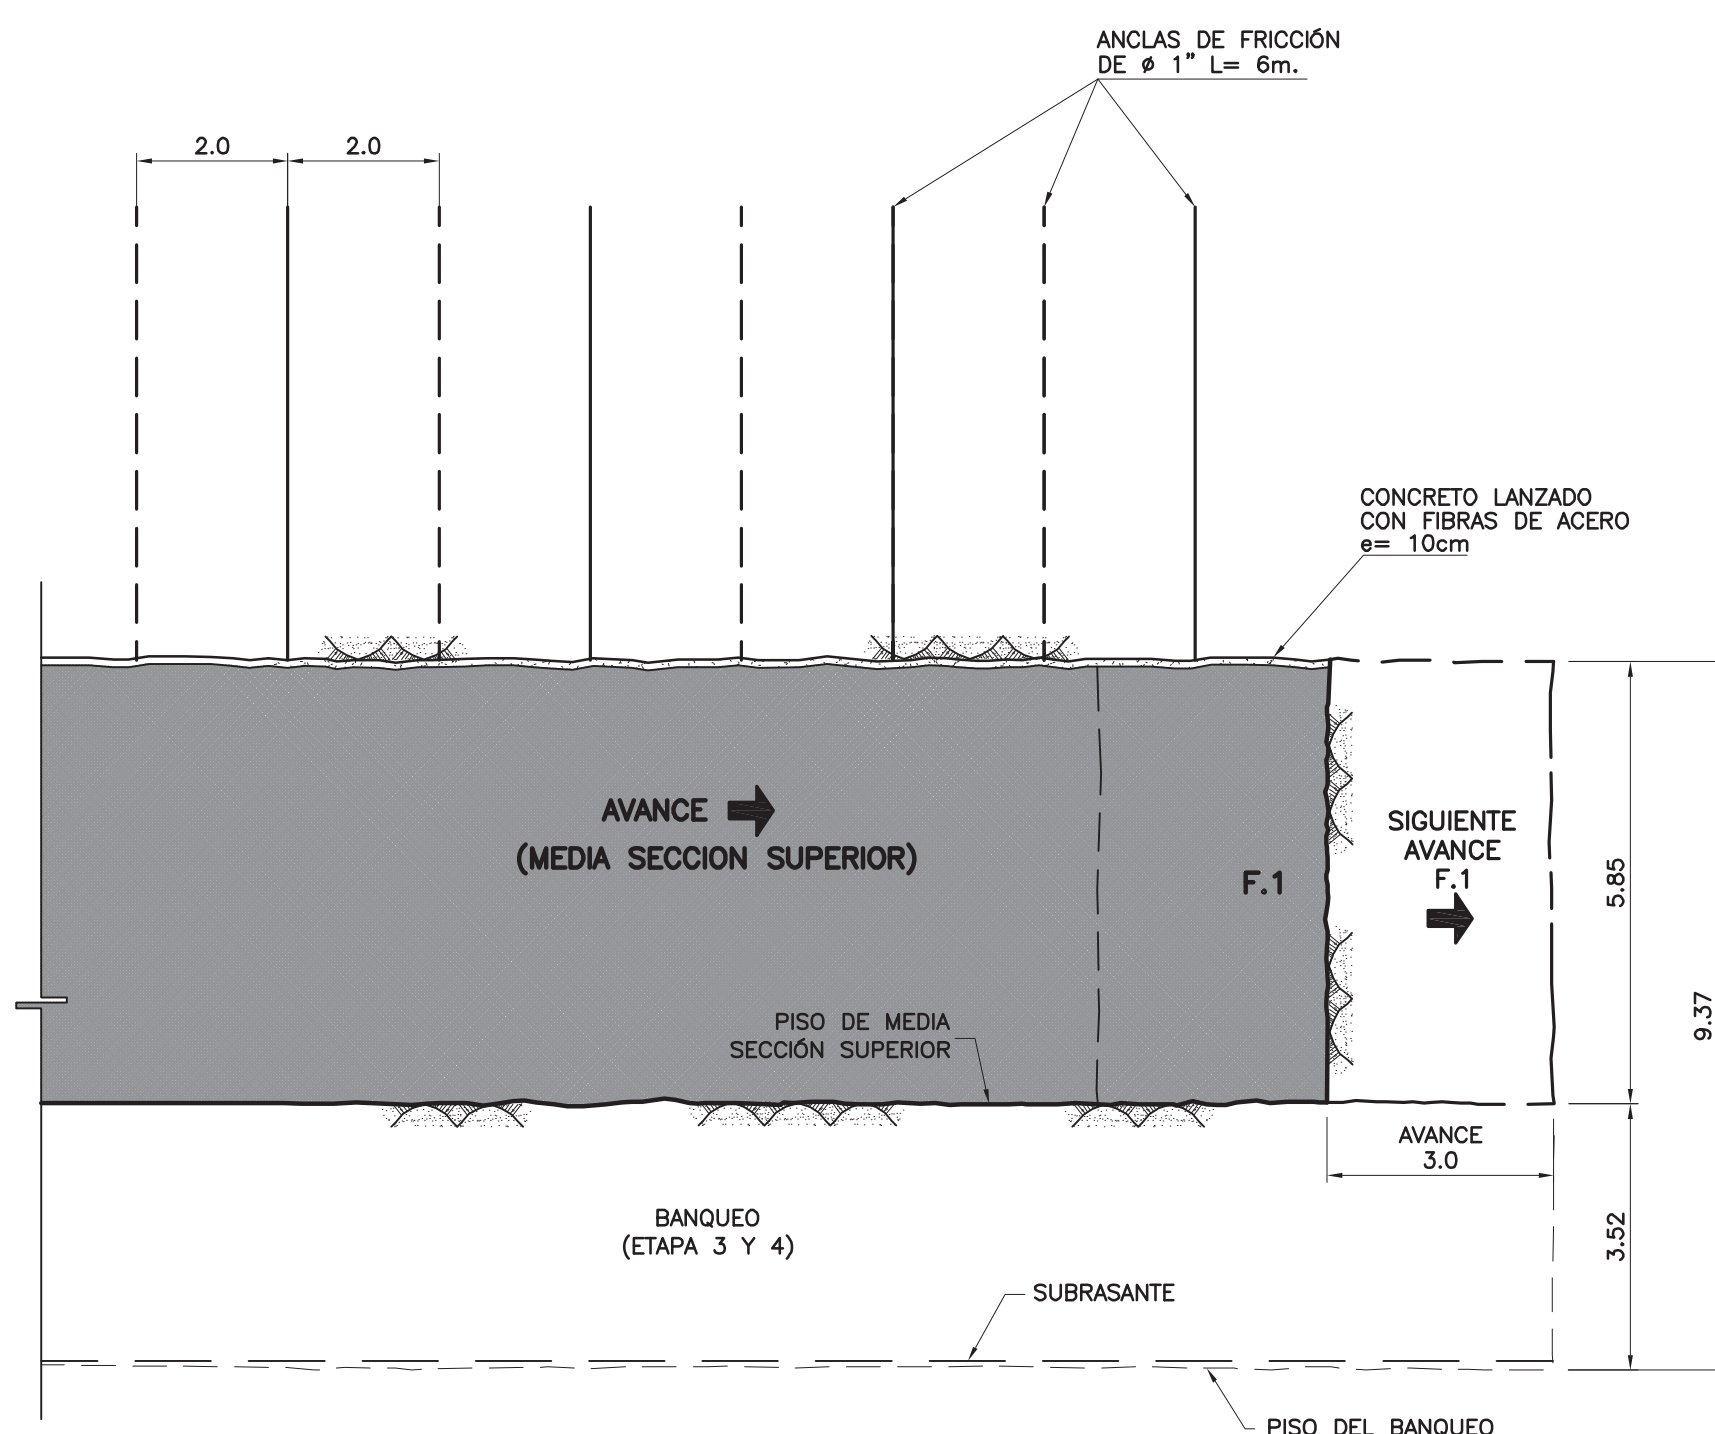 ANCLAS DE FRICCIÓN
DE ø 1" L= 6m.
2.0
2.0
CONCRETO LANZADO
CON FIBRAS DE ACERO
e= 10cm
AVANCE
(MEDIA SECCION SUPERIOR)
F.1
SIGUIENTE
AVANCE
F.1
5.85
9.37
PISO DE MEDIA
SECCIÓN SUPERIOR
AVANCE
3.0
3.52
BANQUEO
(ETAPA 3 Y 4)
SUBRASANTE
PISO DEL BANQUEO